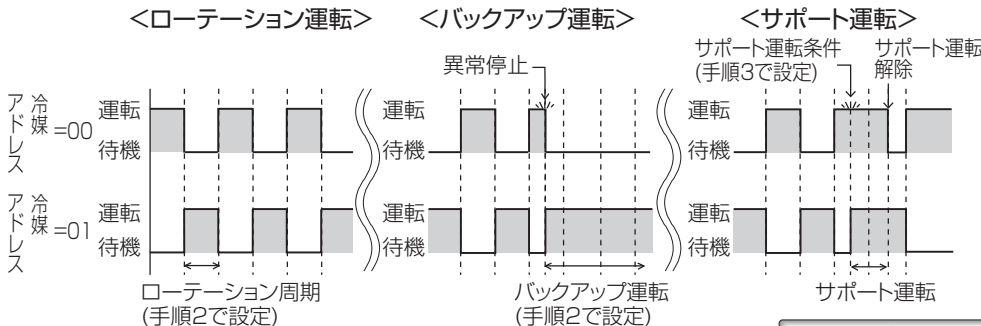 <ローテーション運転>
<バックアップ運転>
<サポート運転>
異常停止
サポート運転条件
(手順3で設定)
サポート運転
解除
冷媒
アドレス
=00
運転
待機
運転
待機
運転
待機
冷媒
アドレス
=01
運転
待機
運転
待機
運転
待機
ローテーション周期
(手順2で設定)
バックアップ運転
(手順2で設定)
サポート運転